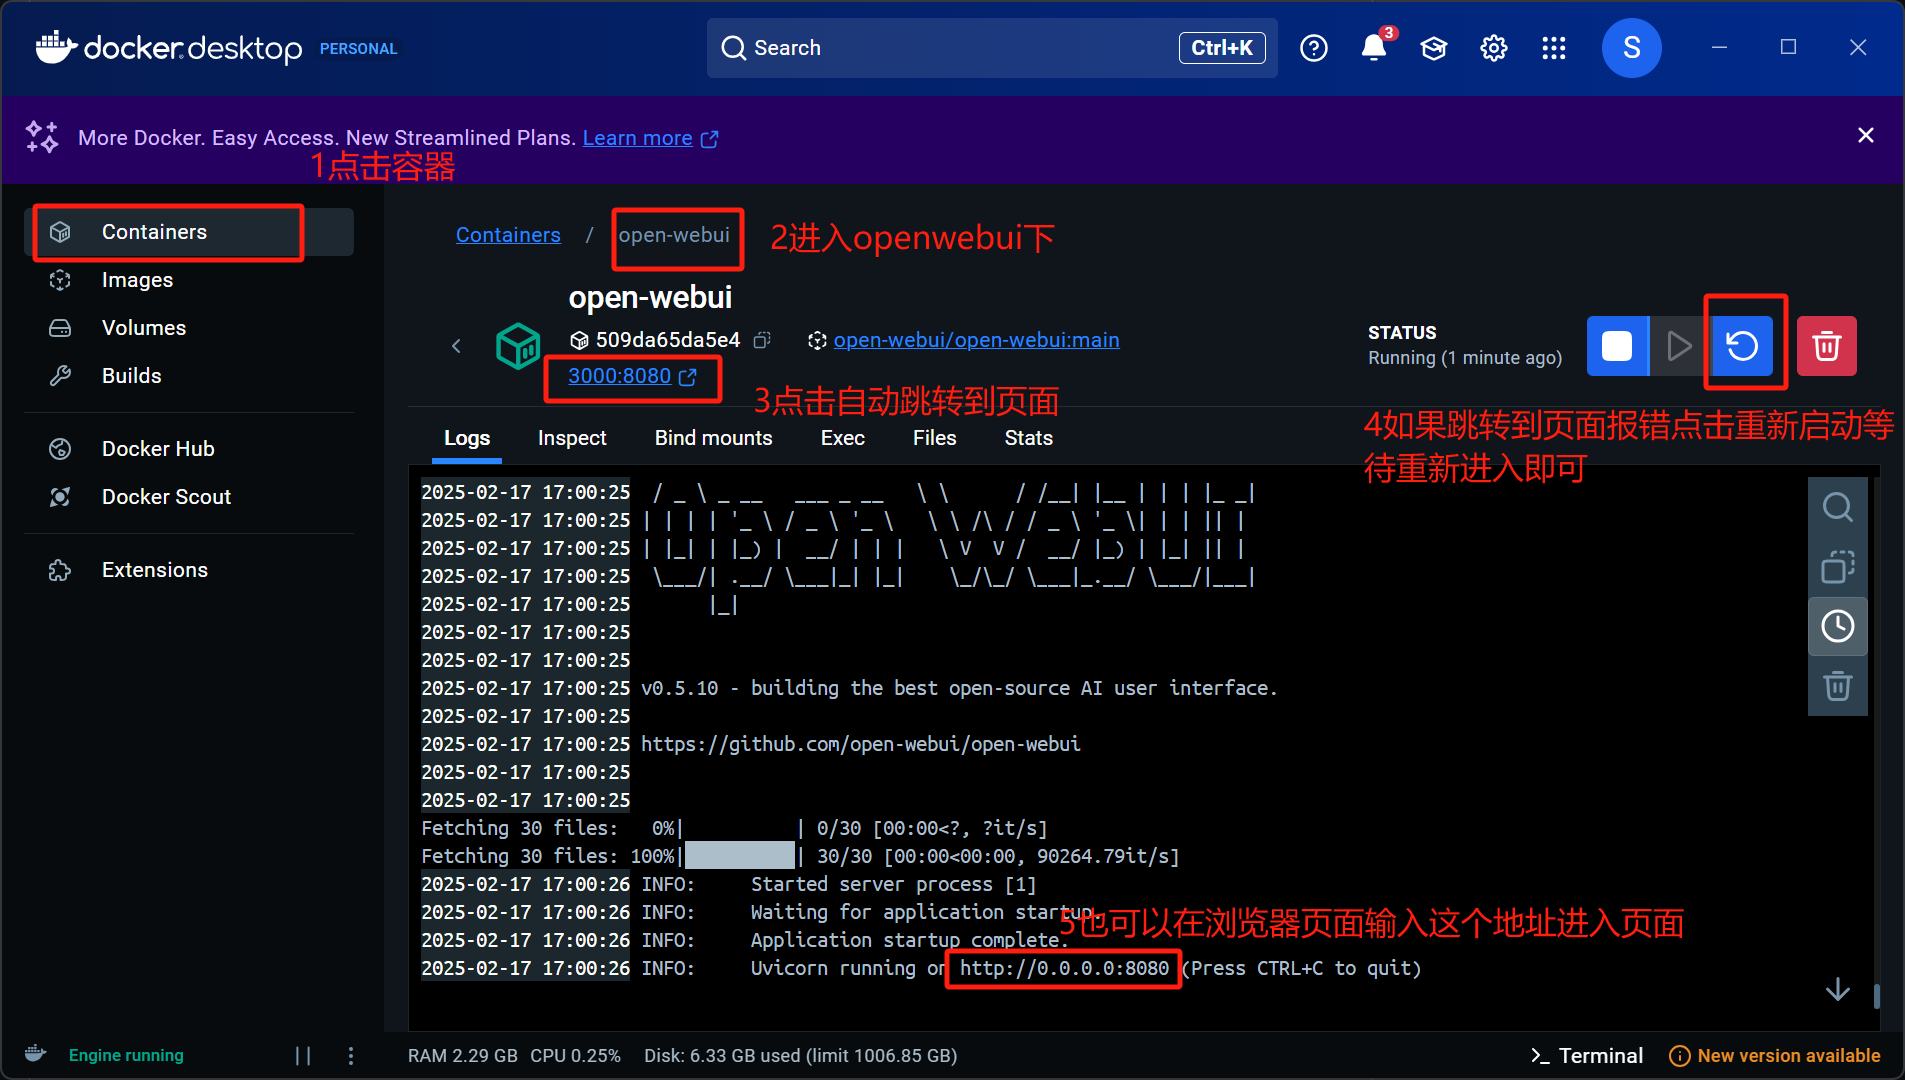 docker desktop PERSONAL
Search Ctrl+K
3
S
More Docker. Easy Access. New Streamlined Plans. Learn more
1点击容器
Containers
Images
Volumes
Builds
Docker Hub
Docker Scout
Extensions
Containers / open-webui
2进入openwebui下
open-webui
509da65da5e4 open-webui/open-webui:main
3000:8080
3点击自动跳转到页面
STATUS
Running (1 minute ago)
4如果跳转到页面报错点击重新启动等
待重新进入即可
Logs Inspect Bind mounts Exec Files Stats
2025-02-17 17:00:25 / _ \ _ __   ___ _ __   \ \      / /__| |__ | | | |_ _|
2025-02-17 17:00:25 | | | | '_ \ / _ \ '_ \   \ \ /\ / / _ \ '_ \| | | || |
2025-02-17 17:00:25 | |_| | |_) |  __/ | | |   \ V  V /  __/ |_) | |_| || |
2025-02-17 17:00:25 \___/| .__/ \___|_| |_|    \_/\_/ \___|_.__/ \___/|___|
2025-02-17 17:00:25       |_|
2025-02-17 17:00:25
2025-02-17 17:00:25
2025-02-17 17:00:25 v0.5.10 - building the best open-source AI user interface.
2025-02-17 17:00:25
2025-02-17 17:00:25 https://github.com/open-webui/open-webui
2025-02-17 17:00:25
2025-02-17 17:00:25
Fetching 30 files:   0%|          | 0/30 [00:00<?, ?it/s]
Fetching 30 files: 100%|██████████| 30/30 [00:00<00:00, 90264.79it/s]
2025-02-17 17:00:26 INFO:     Started server process [1]
2025-02-17 17:00:26 INFO:     Waiting for application startup.
5也可以在浏览器页面输入这个地址进入页面
2025-02-17 17:00:26 INFO:     Application startup complete.
2025-02-17 17:00:26 INFO:     Uvicorn running on http://0.0.0.0:8080 (Press CTRL+C to quit)
Engine running RAM 2.29 GB CPU 0.25% Disk: 6.33 GB used (limit 1006.85 GB) >_ Terminal New version available